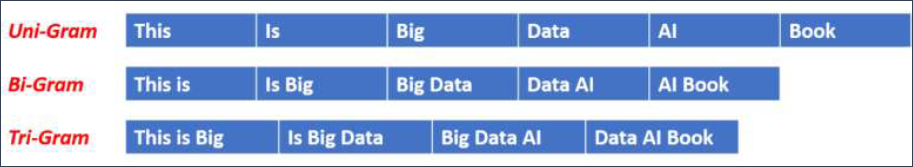 Uni-Gram This Is Big Data AI Book
Bi-Gram This is Is Big Big Data Data AI AI Book
Tri-Gram This is Big Is Big Data Big Data AI Data AI Book